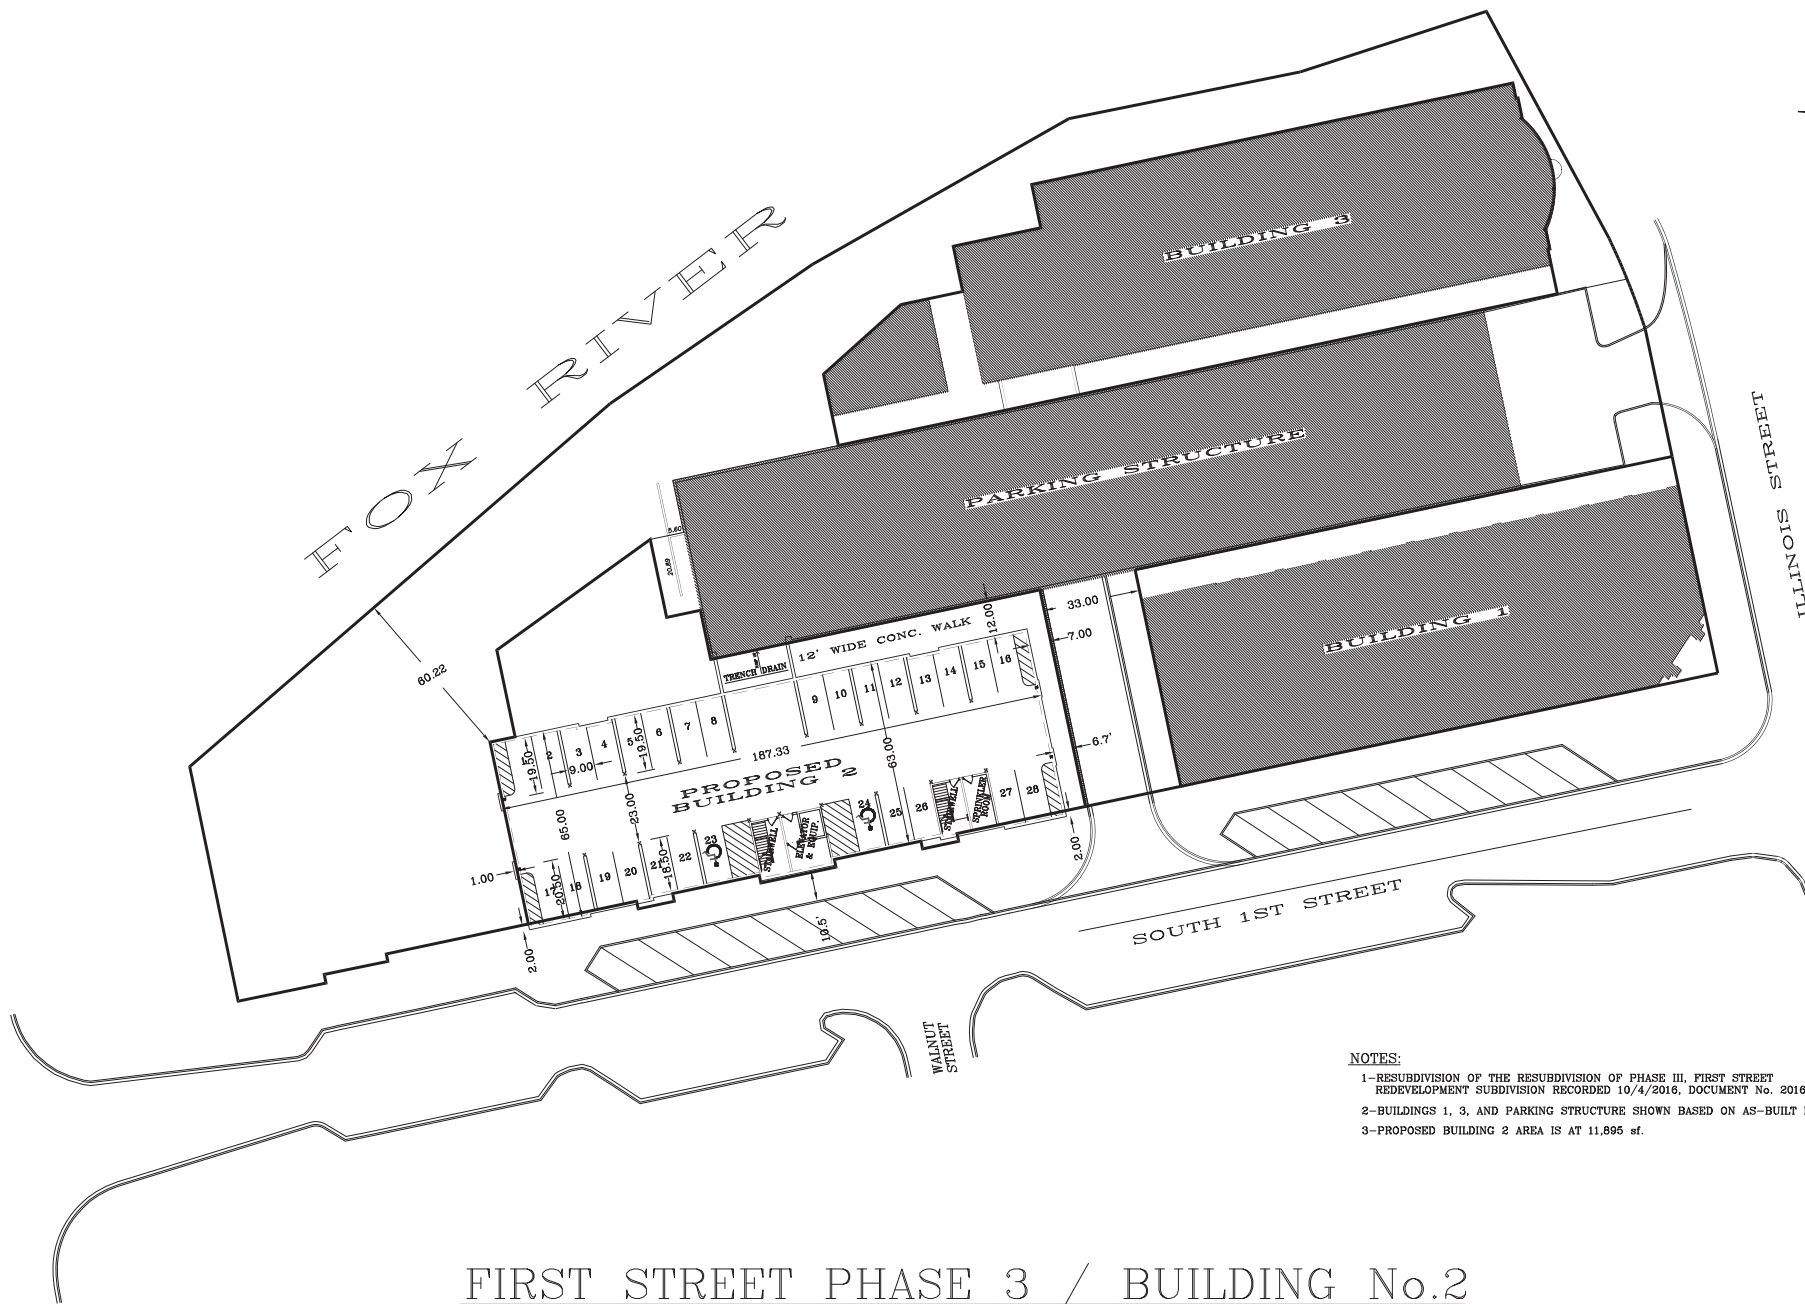 FOX RIVER
BUILDING 3
PARKING STRUCTURE
BUILDING 1
ILLINOIS STREET
5.60
20.89
60.22
33.00
7.00
12.00
12' WIDE CONC. WALK
TRENCH DRAIN
1
2
3
4
5
6
7
8
9
10
11
12
13
14
15
16
19.50
9.00
19.50
187.33
63.00
6.7'
PROPOSED
BUILDING 2
65.00
23.00
1.00
17
18
19
20
21
22
23
24
25
26
27
28
20.50
18.50
STAIRWELL
ELEVATOR
& EQUIP.
STAIRWELL
SPRINKLER
ROOM
2.00
2.00
10.5'
SOUTH 1ST STREET
WALNUT
STREET
NOTES:
1-RESUBDIVISION OF THE RESUBDIVISION OF PHASE III, FIRST STREET
REDEVELOPMENT SUBDIVISION RECORDED 10/4/2016, DOCUMENT No. 2016
2-BUILDINGS 1, 3, AND PARKING STRUCTURE SHOWN BASED ON AS-BUILT
3-PROPOSED BUILDING 2 AREA IS AT 11,895 sf.
FIRST STREET PHASE 3 / BUILDING No.2